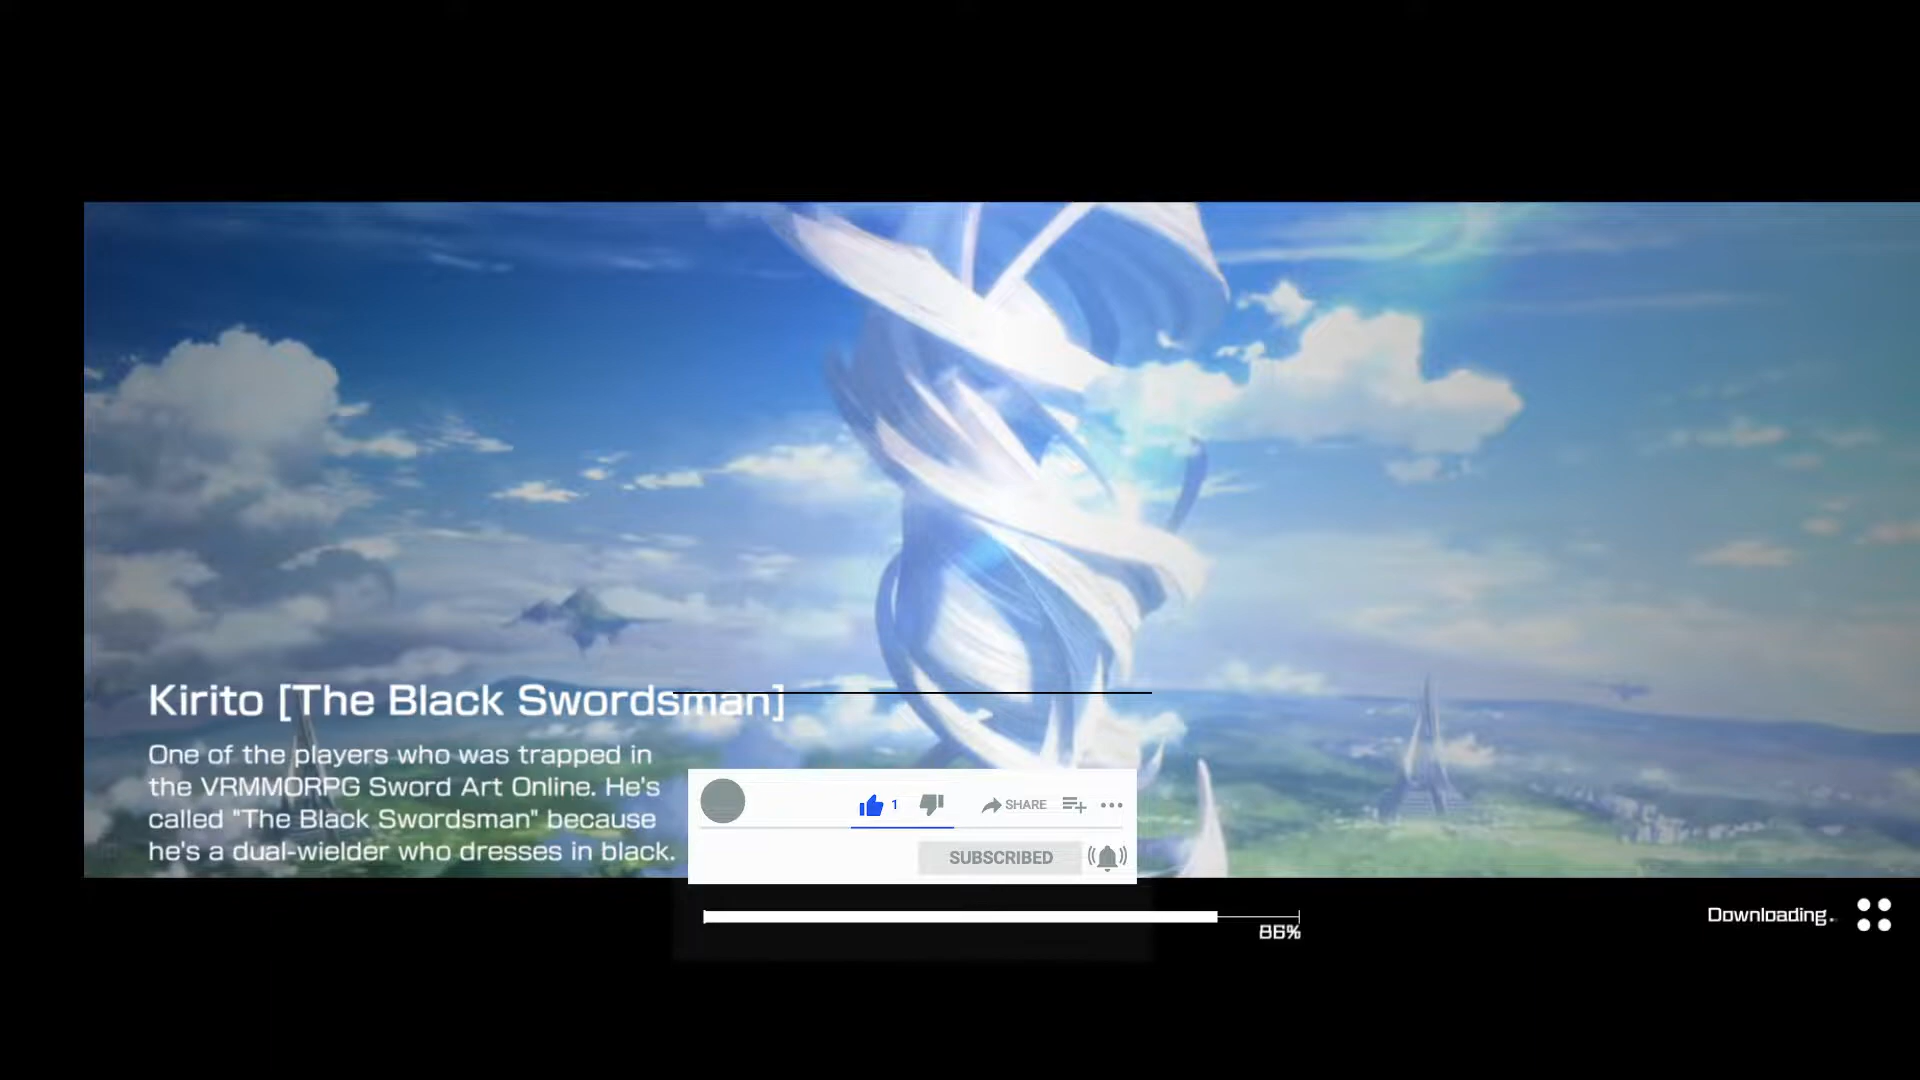 Kirito [The Black Swordsman]
One of the players who was trapped in
the VRMMORPG Sword Art Online. He's
called "The Black Swordsman" because
he's a dual-wielder who dresses in black.
1 SHARE
SUBSCRIBED
86%
Downloading.